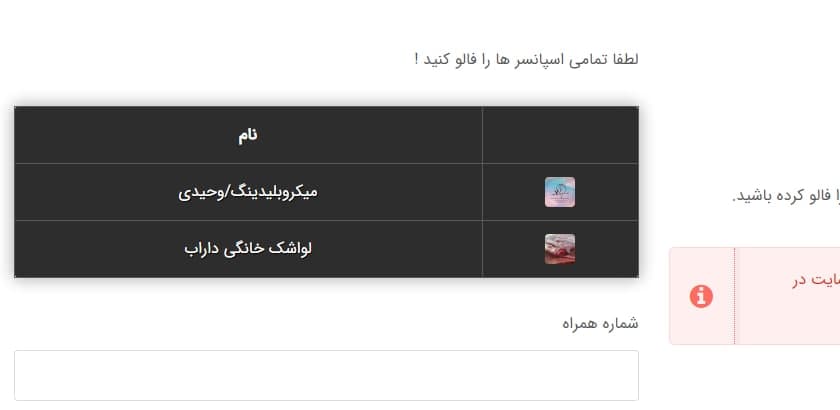 لطفا تمامی اسپانسر ها را فالو کنید !
نام
میکروبلیدینگ/وحیدی
لواشک خانگی داراب
شماره همراه
فالو کرده باشید.
سایت در